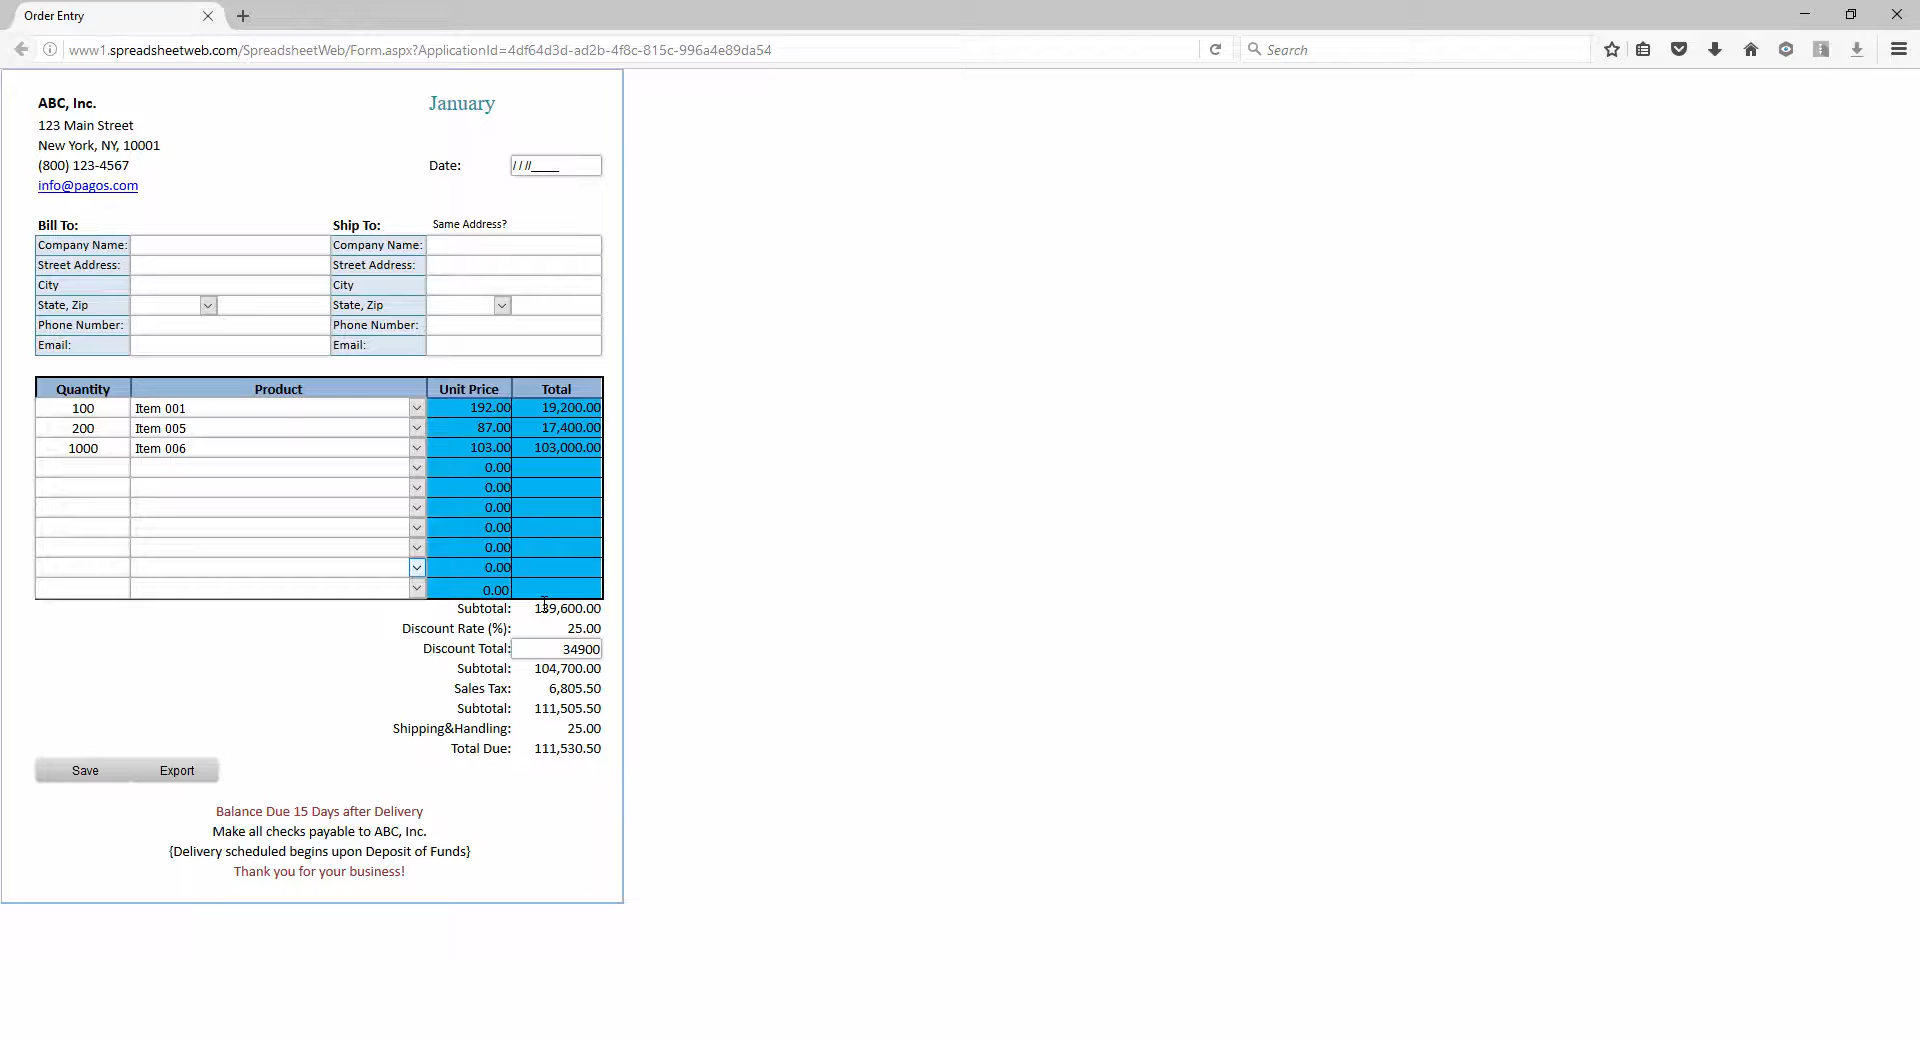 Order Entry
www1.spreadsheetweb.com/SpreadsheetWeb/Form.aspx?ApplicationId=4df64d3d-ad2b-4f8c-815c-996a4e89da54
Search
ABC, Inc.
January
123 Main Street
New York, NY, 10001
(800) 123-4567
Date: / / //____
info@pagos.com
Bill To: Ship To: Same Address?
Company Name: Company Name:
Street Address: Street Address:
City City
State, Zip State, Zip
Phone Number: Phone Number:
Email: Email:
Quantity Product Unit Price Total
100 Item 001 192.00 19,200.00
200 Item 005 87.00 17,400.00
1000 Item 006 103.00 103,000.00
0.00
0.00
0.00
0.00
0.00
0.00
0.00
Subtotal: 139,600.00
Discount Rate (%): 25.00
Discount Total: 34900
Subtotal: 104,700.00
Sales Tax: 6,805.50
Subtotal: 111,505.50
Shipping&Handling: 25.00
Total Due: 111,530.50
Save Export
Balance Due 15 Days after Delivery
Make all checks payable to ABC, Inc.
{Delivery scheduled begins upon Deposit of Funds}
Thank you for your business!